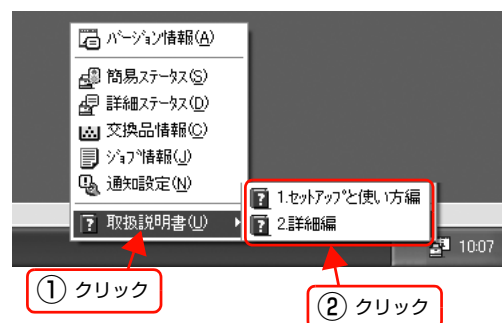 バージョン情報(A)
簡易ステータス(S)
詳細ステータス(D)
交換品情報(C)
ジョブ情報(J)
通知設定(N)
取扱説明書(U)
1.セットアップと使い方編
2.詳細編
10:07
① クリック
② クリック